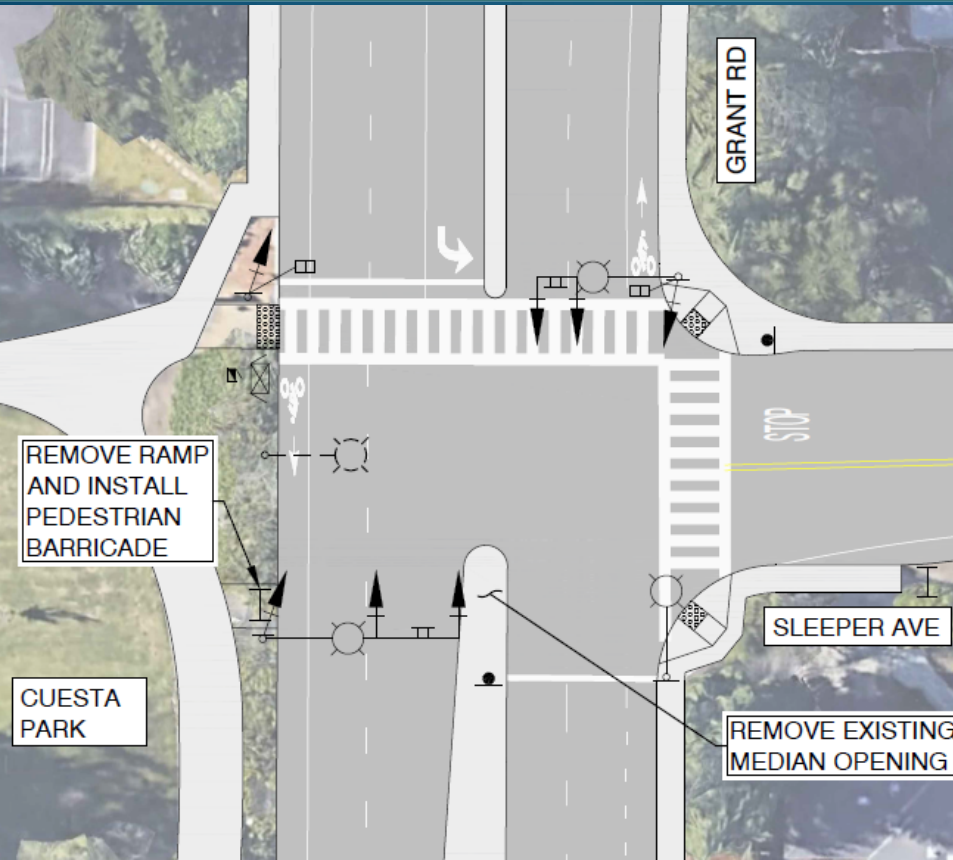 GRANT RD
STOP
REMOVE RAMP
AND INSTALL
PEDESTRIAN
BARRICADE
SLEEPER AVE
CUESTA
PARK
REMOVE EXISTING
MEDIAN OPENING